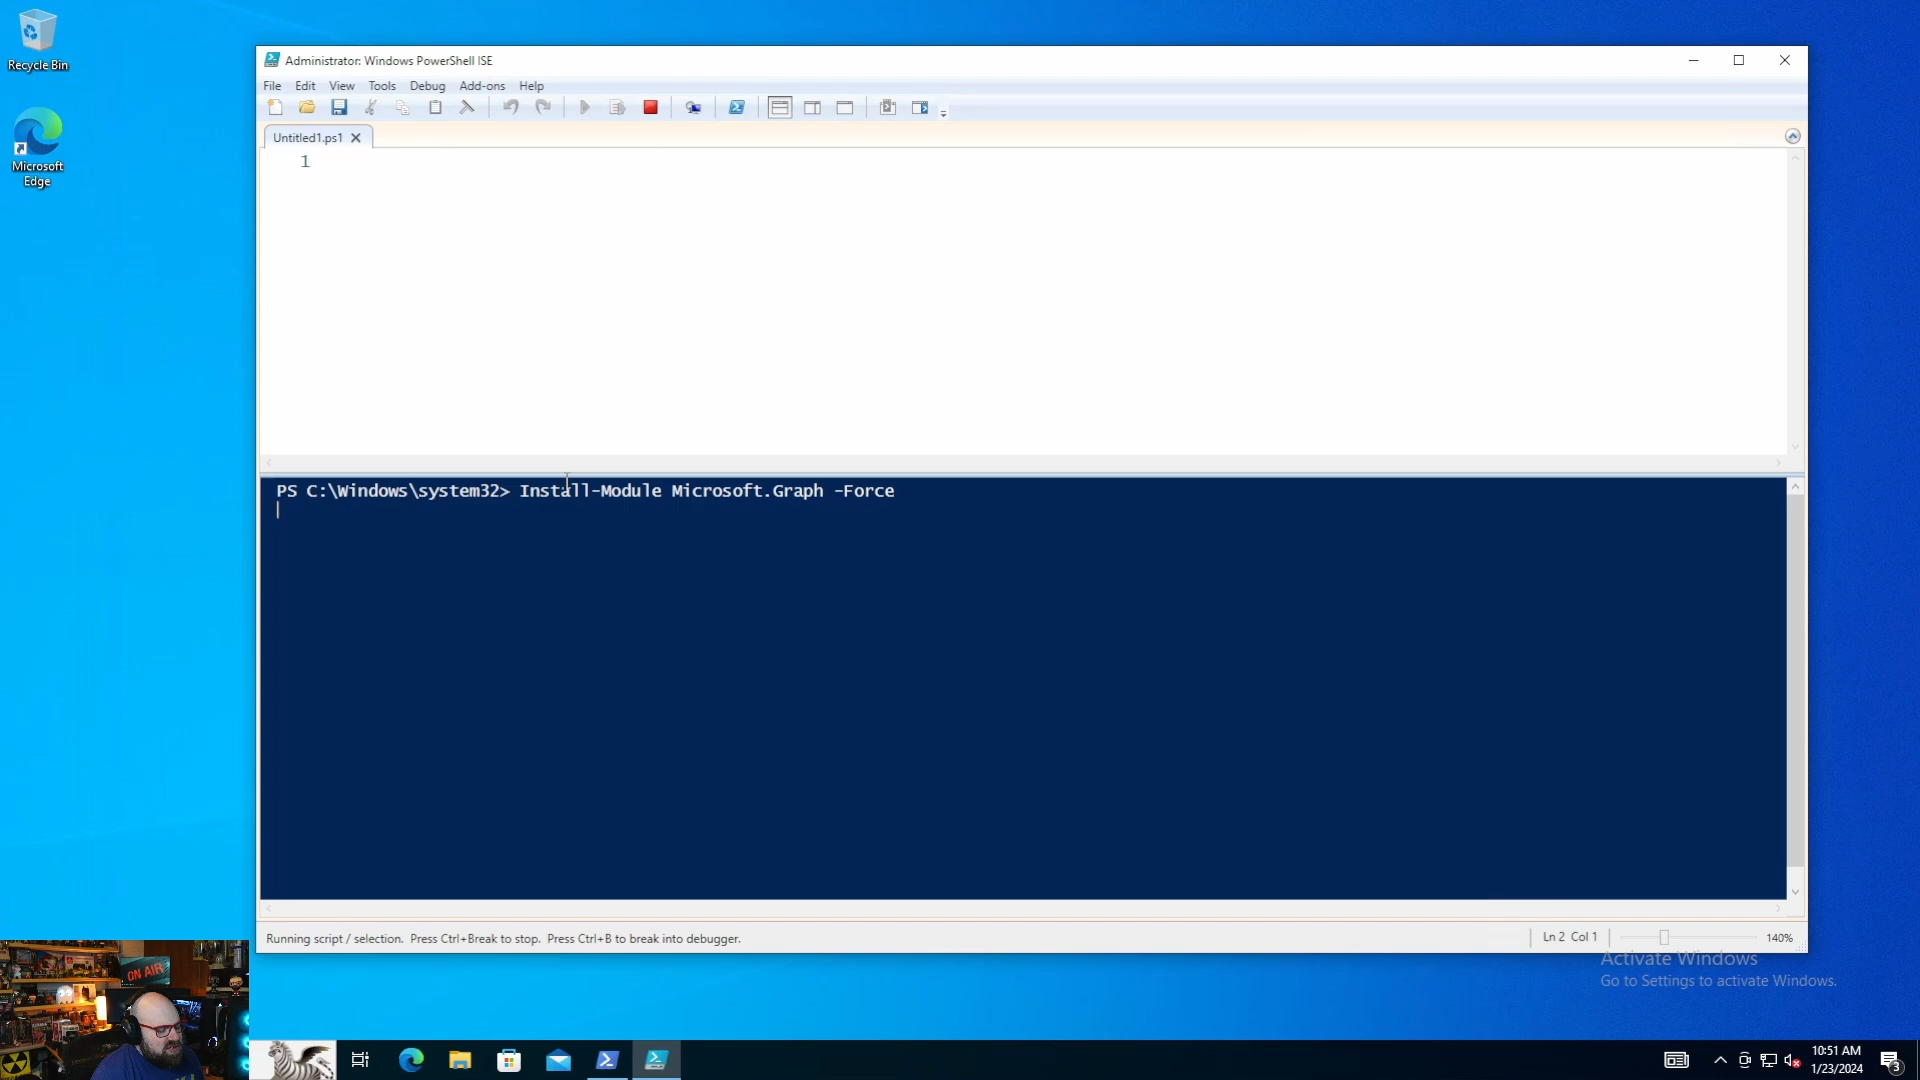 Recycle Bin
Microsoft
Edge
Administrator: Windows PowerShell ISE
File Edit View Tools Debug Add-ons Help
Untitled1.ps1
1
PS C:\Windows\system32> Install-Module Microsoft.Graph -Force
Running script / selection. Press Ctrl+Break to stop. Press Ctrl+B to break into debugger.
Ln 2 Col 1
140%
Activate Windows
Go to Settings to activate Windows.
ON AIR
10:51 AM
1/23/2024
3